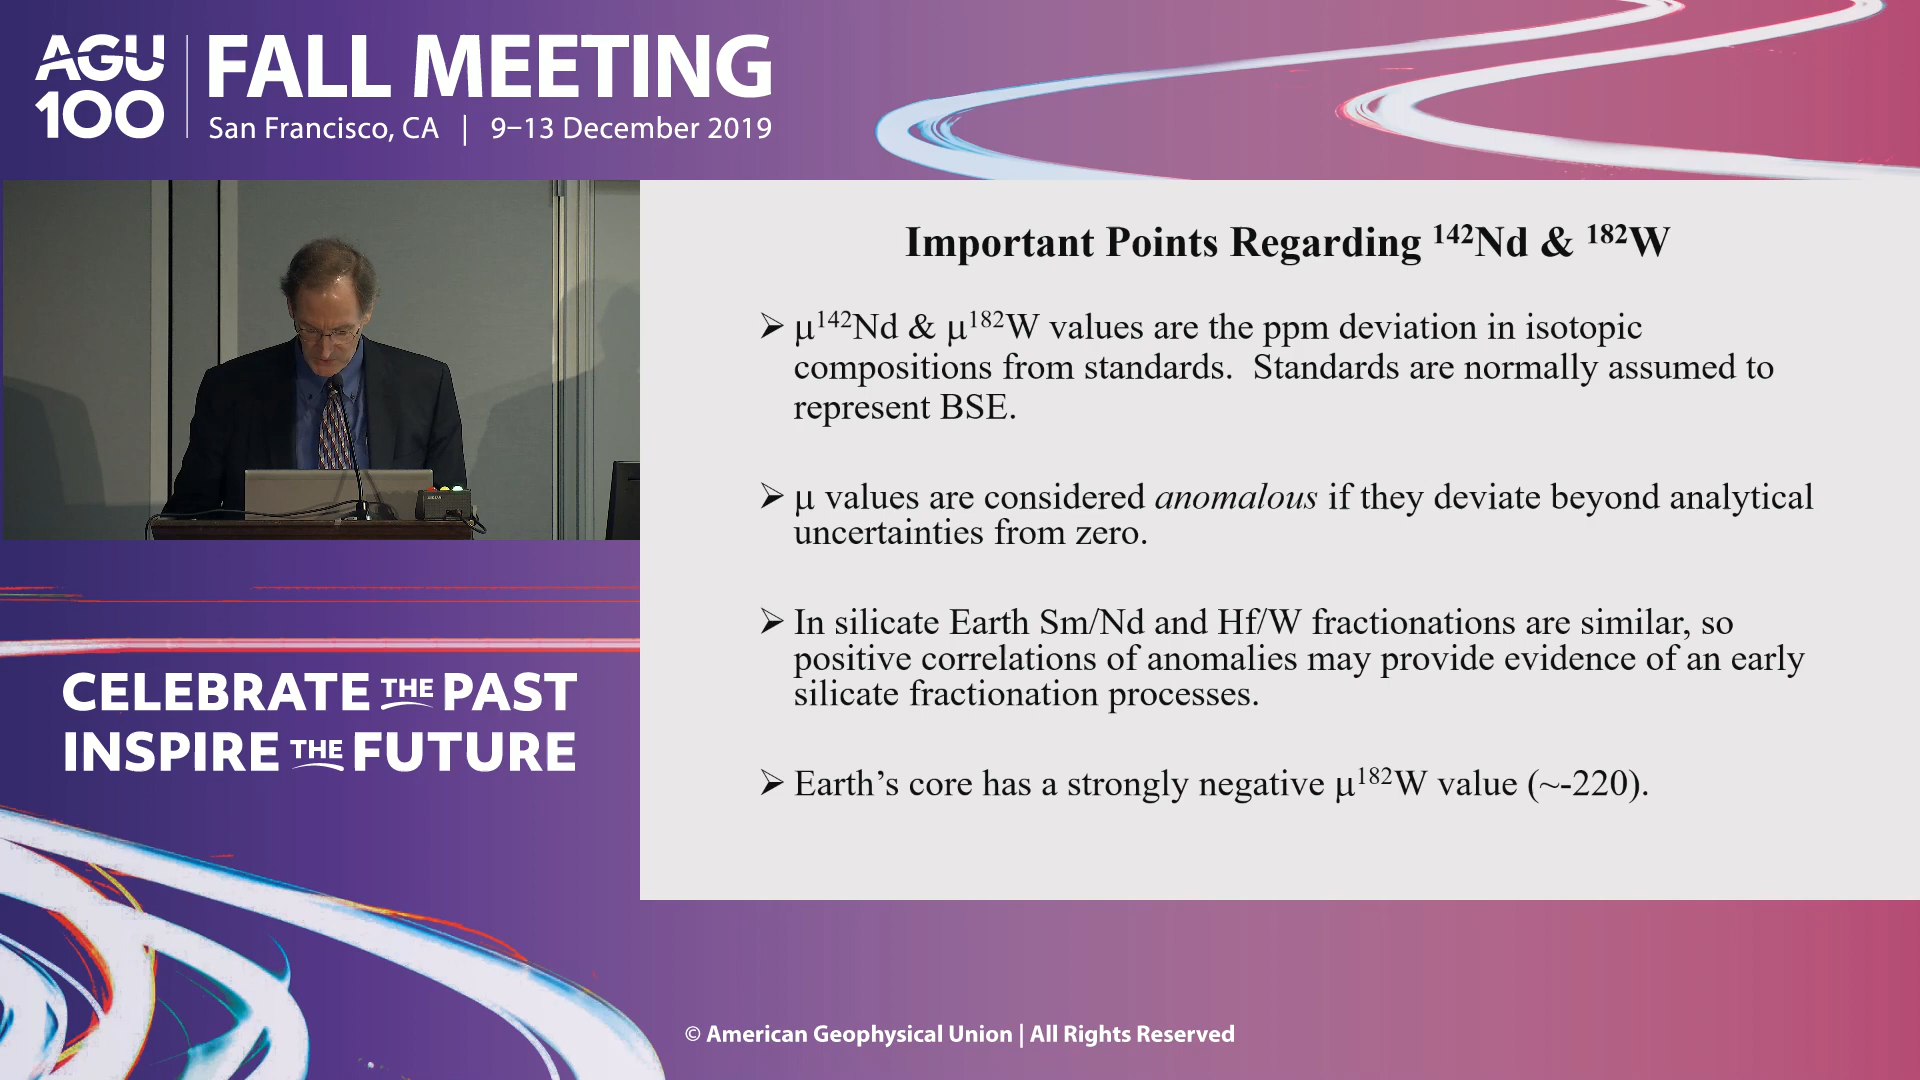 AGU
100
FALL MEETING
San Francisco, CA | 9–13 December 2019
Important Points Regarding ¹⁴²Nd & ¹⁸²W
➢ μ¹⁴²Nd & μ¹⁸²W values are the ppm deviation in isotopic
compositions from standards.  Standards are normally assumed to
represent BSE.
➢ μ values are considered anomalous if they deviate beyond analytical
uncertainties from zero.
➢ In silicate Earth Sm/Nd and Hf/W fractionations are similar, so
positive correlations of anomalies may provide evidence of an early
silicate fractionation processes.
➢ Earth’s core has a strongly negative μ¹⁸²W value (~-220).
CELEBRATE THE PAST
INSPIRE THE FUTURE
© American Geophysical Union | All Rights Reserved